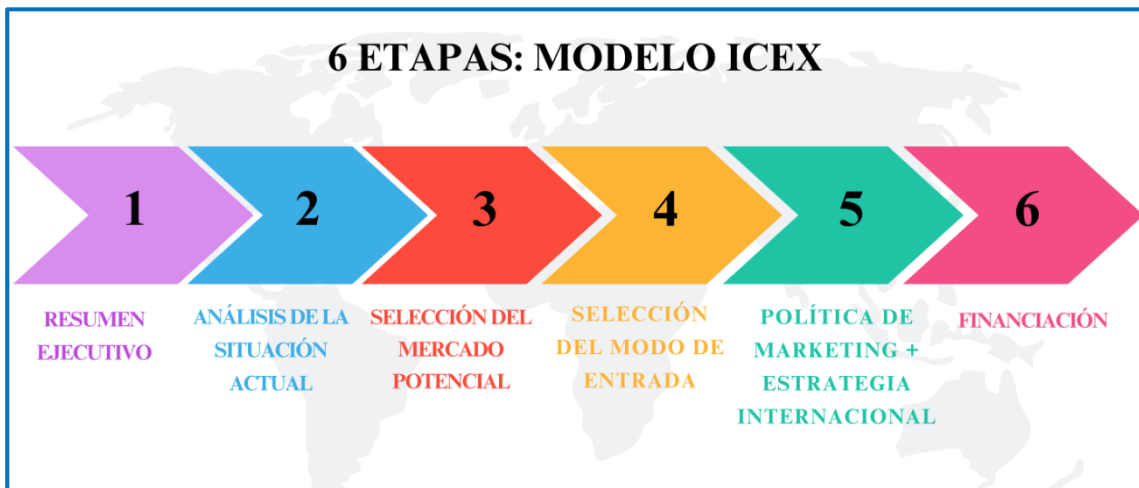 6 ETAPAS: MODELO ICEX
1
2
3
4
5
6
RESUMEN
EJECUTIVO
ANÁLISIS DE LA
SITUACIÓN
ACTUAL
SELECCIÓN DEL
MERCADO
POTENCIAL
SELECCIÓN
DEL MODO DE
ENTRADA
POLÍTICA DE
MARKETING +
ESTRATEGIA
INTERNACIONAL
FINANCIACIÓN